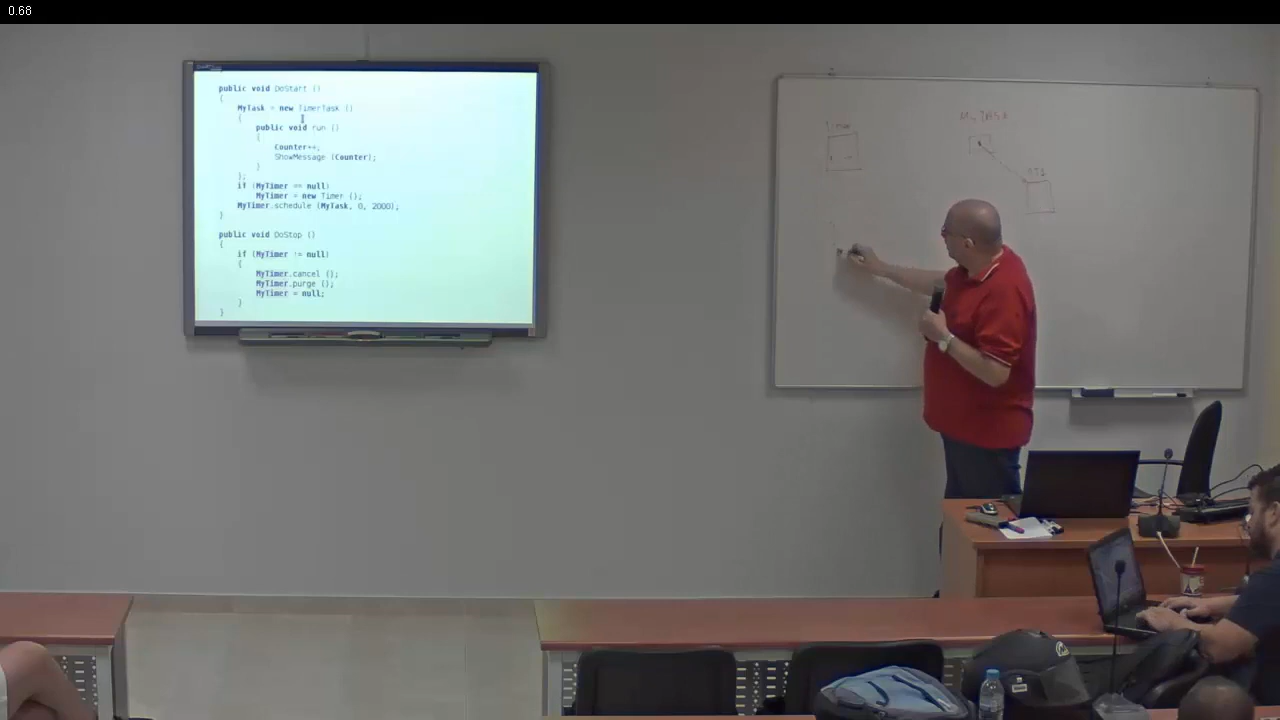 0.68
public void DoStart ()
{
MyTask = new TimerTask ()
{
public void run ()
{
Counter++;
ShowMessage (Counter);
}
};
if (MyTimer == null)
MyTimer = new Timer ();
MyTimer.schedule (MyTask, 0, 2000);
}
public void DoStop ()
{
if (MyTimer != null)
{
MyTimer.cancel ();
MyTimer.purge ();
MyTimer = null;
}
}
MyTASK